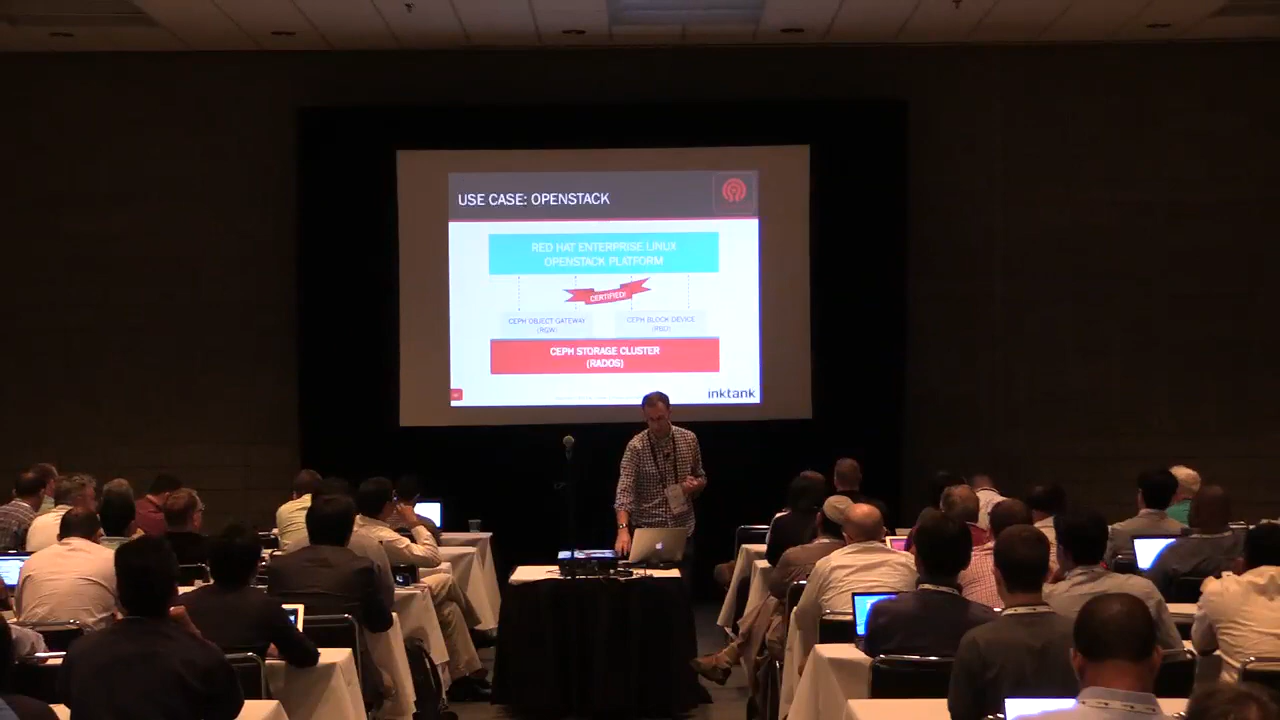 USE CASE: OPENSTACK
RED HAT ENTERPRISE LINUX
OPENSTACK PLATFORM
CERTIFIED!
CEPH OBJECT GATEWAY
(RGW)
CEPH BLOCK DEVICE
(RBD)
CEPH STORAGE CLUSTER
(RADOS)
inktank